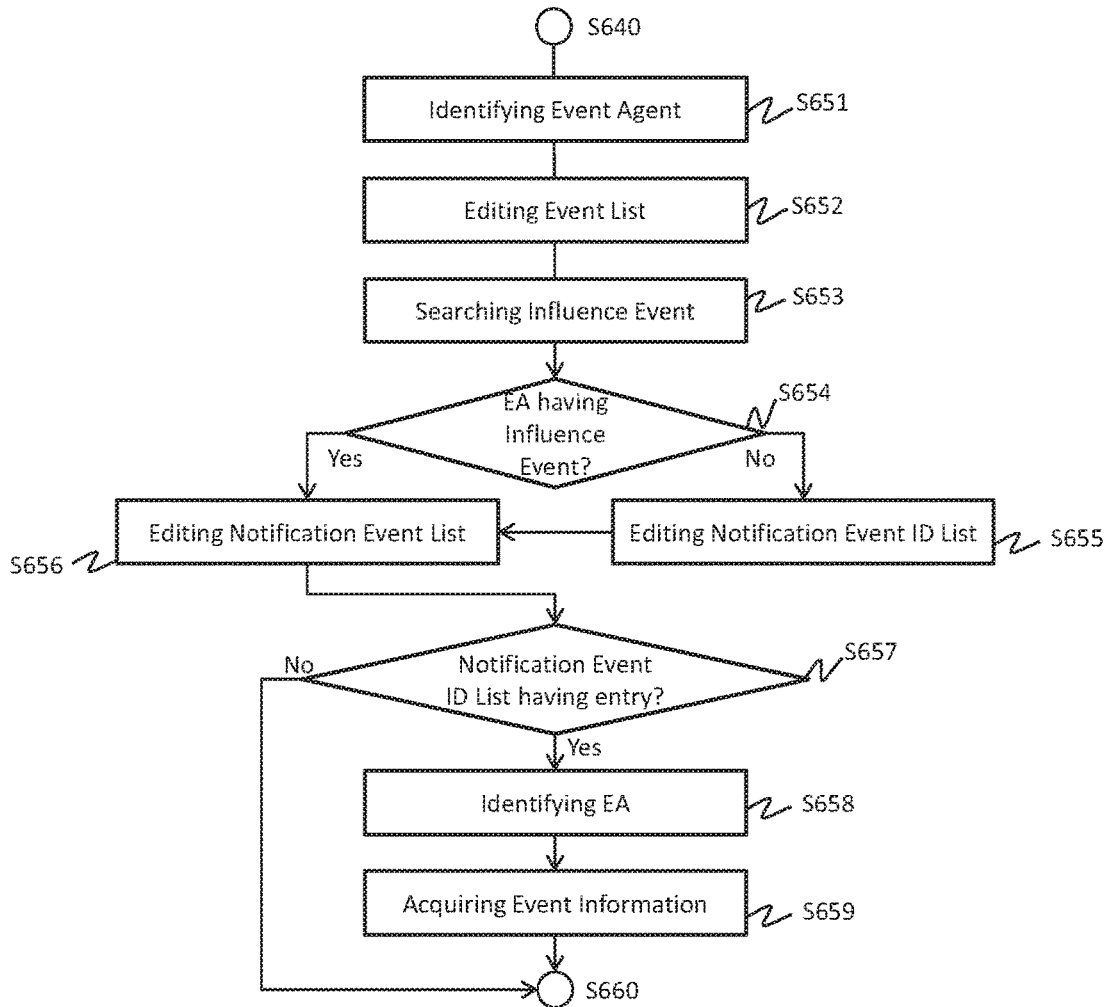 S640
Identifying Event Agent
S651
Editing Event List
S652
Searching Influence Event
S653
EA having
Influence
Event?
S654
Yes
No
Editing Notification Event List
S656
Editing Notification Event ID List
S655
Notification Event
ID List having entry?
S657
No
Yes
Identifying EA
S658
Acquiring Event Information
S659
S660